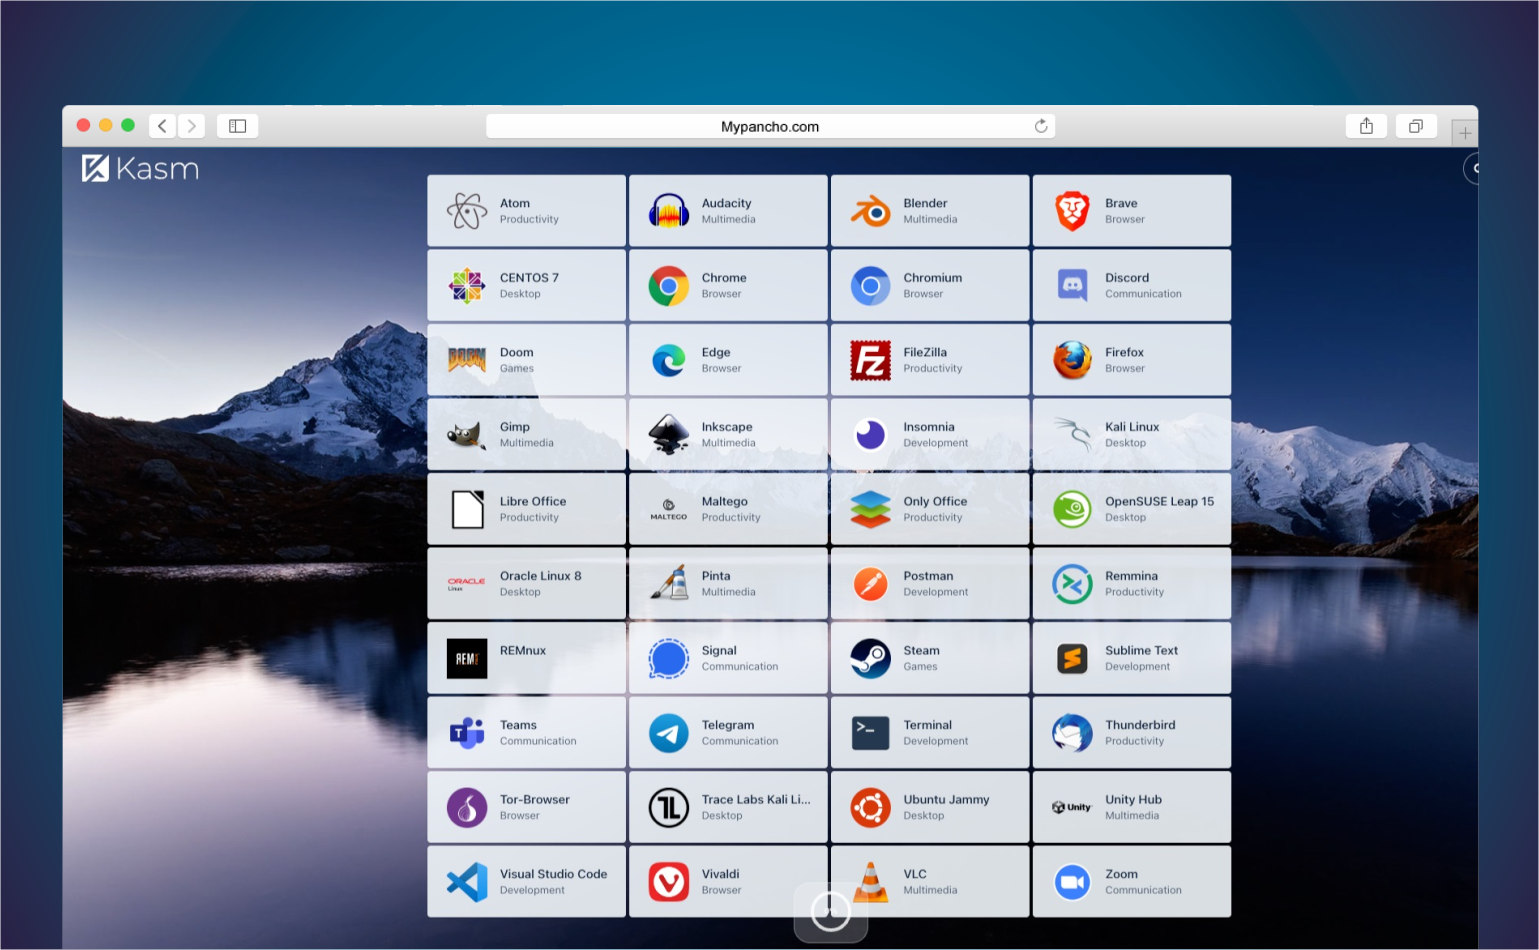 Mypancho.com
Kasm
Atom
Productivity
Audacity
Multimedia
Blender
Multimedia
Brave
Browser
CENTOS 7
Desktop
Chrome
Browser
Chromium
Browser
Discord
Communication
DOOM
Doom
Games
Edge
Browser
Fz
FileZilla
Productivity
Firefox
Browser
Gimp
Multimedia
Inkscape
Multimedia
Insomnia
Development
Kali Linux
Desktop
Libre Office
Productivity
MALTEGO
Maltego
Productivity
Only Office
Productivity
OpenSUSE Leap 15
Desktop
ORACLE
Linux
Oracle Linux 8
Desktop
Pinta
Multimedia
Postman
Development
Remmina
Productivity
REM
REMnux
Signal
Communication
Steam
Games
Sublime Text
Development
T
Teams
Communication
Telegram
Communication
Terminal
Development
Thunderbird
Productivity
Tor-Browser
Browser
TL
Trace Labs Kali Li...
Desktop
Ubuntu Jammy
Desktop
Unity
Unity Hub
Multimedia
Visual Studio Code
Development
Vivaldi
Browser
VLC
Multimedia
Zoom
Communication